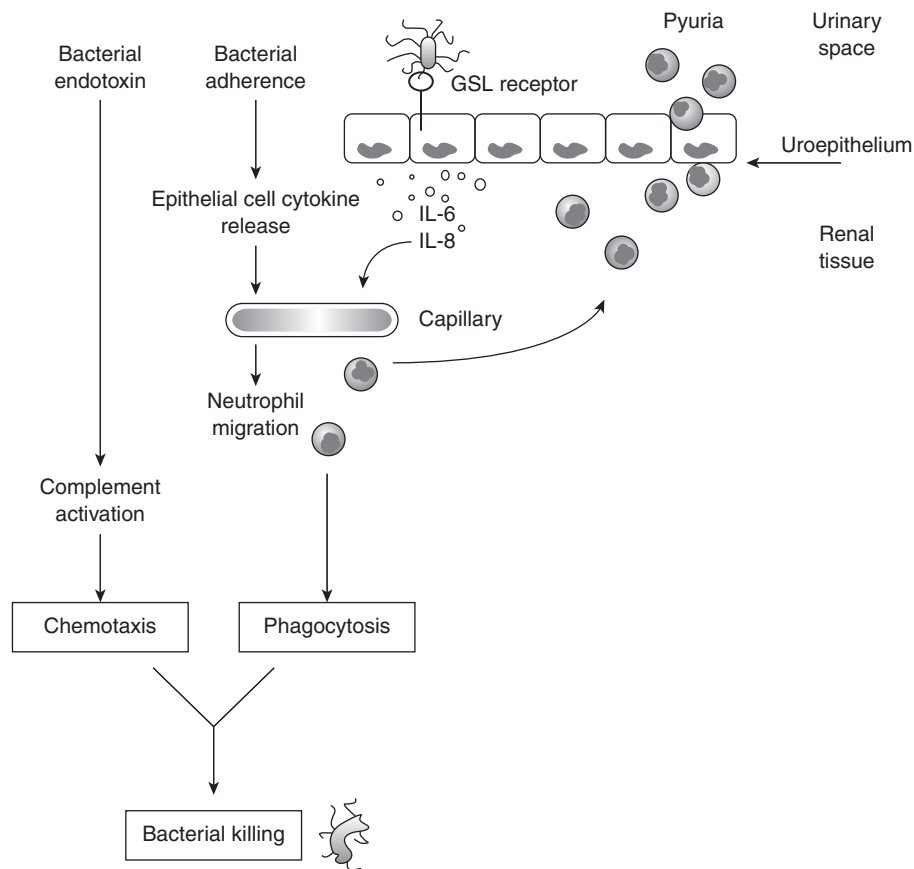 Bacterial
endotoxin
Bacterial
adherence
GSL receptor
Pyuria
Urinary
space
Uroepithelium
Epithelial cell cytokine
release
IL-6
IL-8
Renal
tissue
Capillary
Neutrophil
migration
Complement
activation
Chemotaxis
Phagocytosis
Bacterial killing